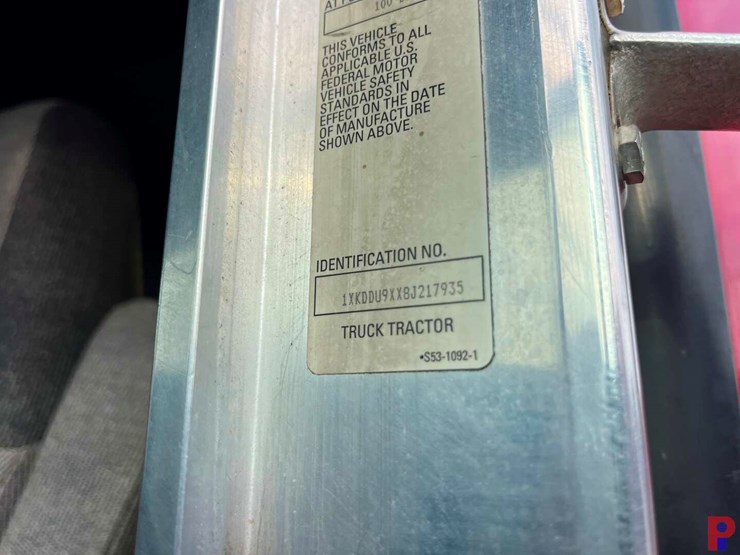 100
THIS VEHICLE
CONFORMS TO ALL
APPLICABLE U.S.
FEDERAL MOTOR
VEHICLE SAFETY
STANDARDS IN
EFFECT ON THE DATE
OF MANUFACTURE
SHOWN ABOVE.
IDENTIFICATION NO.
1XKDDU9XX8J217935
TRUCK TRACTOR
•S53-1092-1